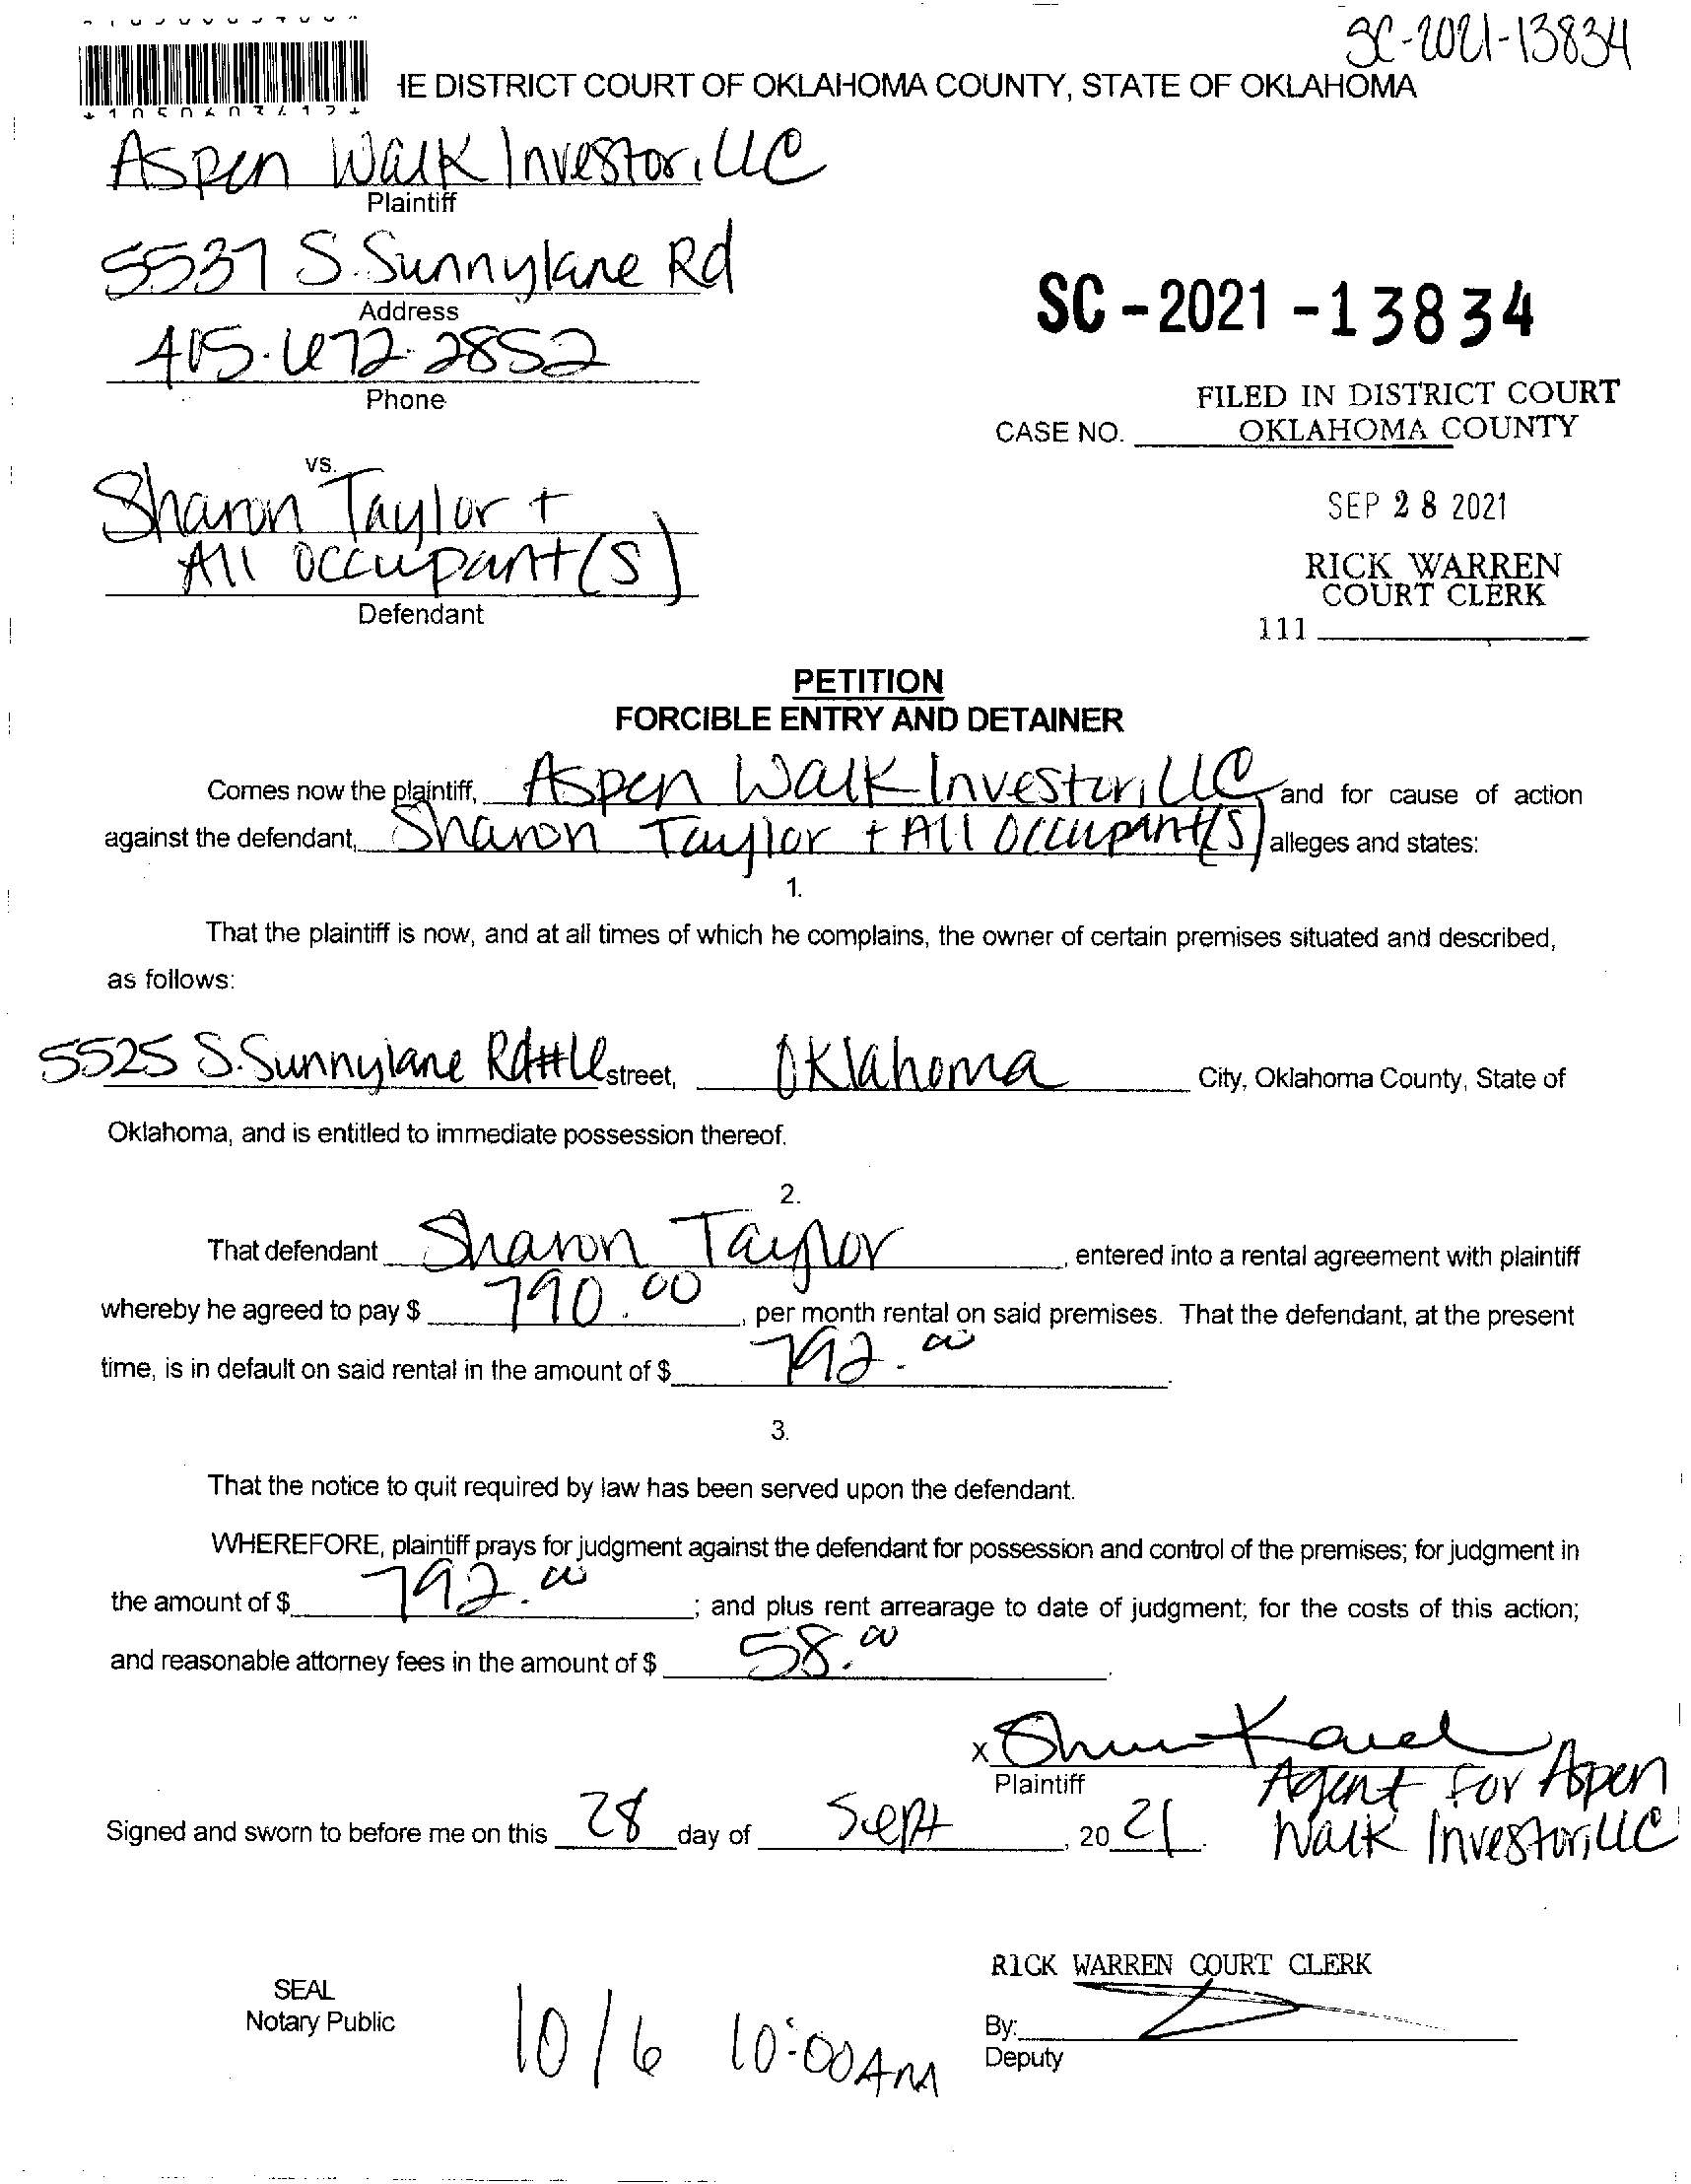 SC-2021-13834
IE DISTRICT COURT OF OKLAHOMA COUNTY, STATE OF OKLAHOMA
Aspen Walk Investor, LLC
Plaintiff
5537 S. Sunnylane Rd
Address
405.672.2852
Phone
SC-2021-13834
FILED IN DISTRICT COURT
CASE NO. OKLAHOMA COUNTY
vs.
Sharon Taylor +
All Occupant(s)
Defendant
SEP 28 2021
RICK WARREN
COURT CLERK
111
PETITION
FORCIBLE ENTRY AND DETAINER
Comes now the plaintiff, Aspen Walk Investor, LLC and for cause of action
against the defendant, Sharon Taylor + All Occupant(s) alleges and states:
1.
That the plaintiff is now, and at all times of which he complains, the owner of certain premises situated and described,
as follows:
5525 S. Sunnylane Rd #6 street, Oklahoma City, Oklahoma County, State of
Oklahoma, and is entitled to immediate possession thereof.
2.
That defendant Sharon Taylor, entered into a rental agreement with plaintiff
whereby he agreed to pay $ 790.00, per month rental on said premises. That the defendant, at the present
time, is in default on said rental in the amount of $ 792.00.
3.
That the notice to quit required by law has been served upon the defendant.
WHEREFORE, plaintiff prays for judgment against the defendant for possession and control of the premises; for judgment in
the amount of $ 792.00; and plus rent arrearage to date of judgment; for the costs of this action;
and reasonable attorney fees in the amount of $ 58.00.
x
Plaintiff
Agent for Aspen
Walk Investor, LLC
Signed and sworn to before me on this 28 day of Sept, 2021.
RICK WARREN COURT CLERK
SEAL
Notary Public
10/6 10:00AM
By:
Deputy